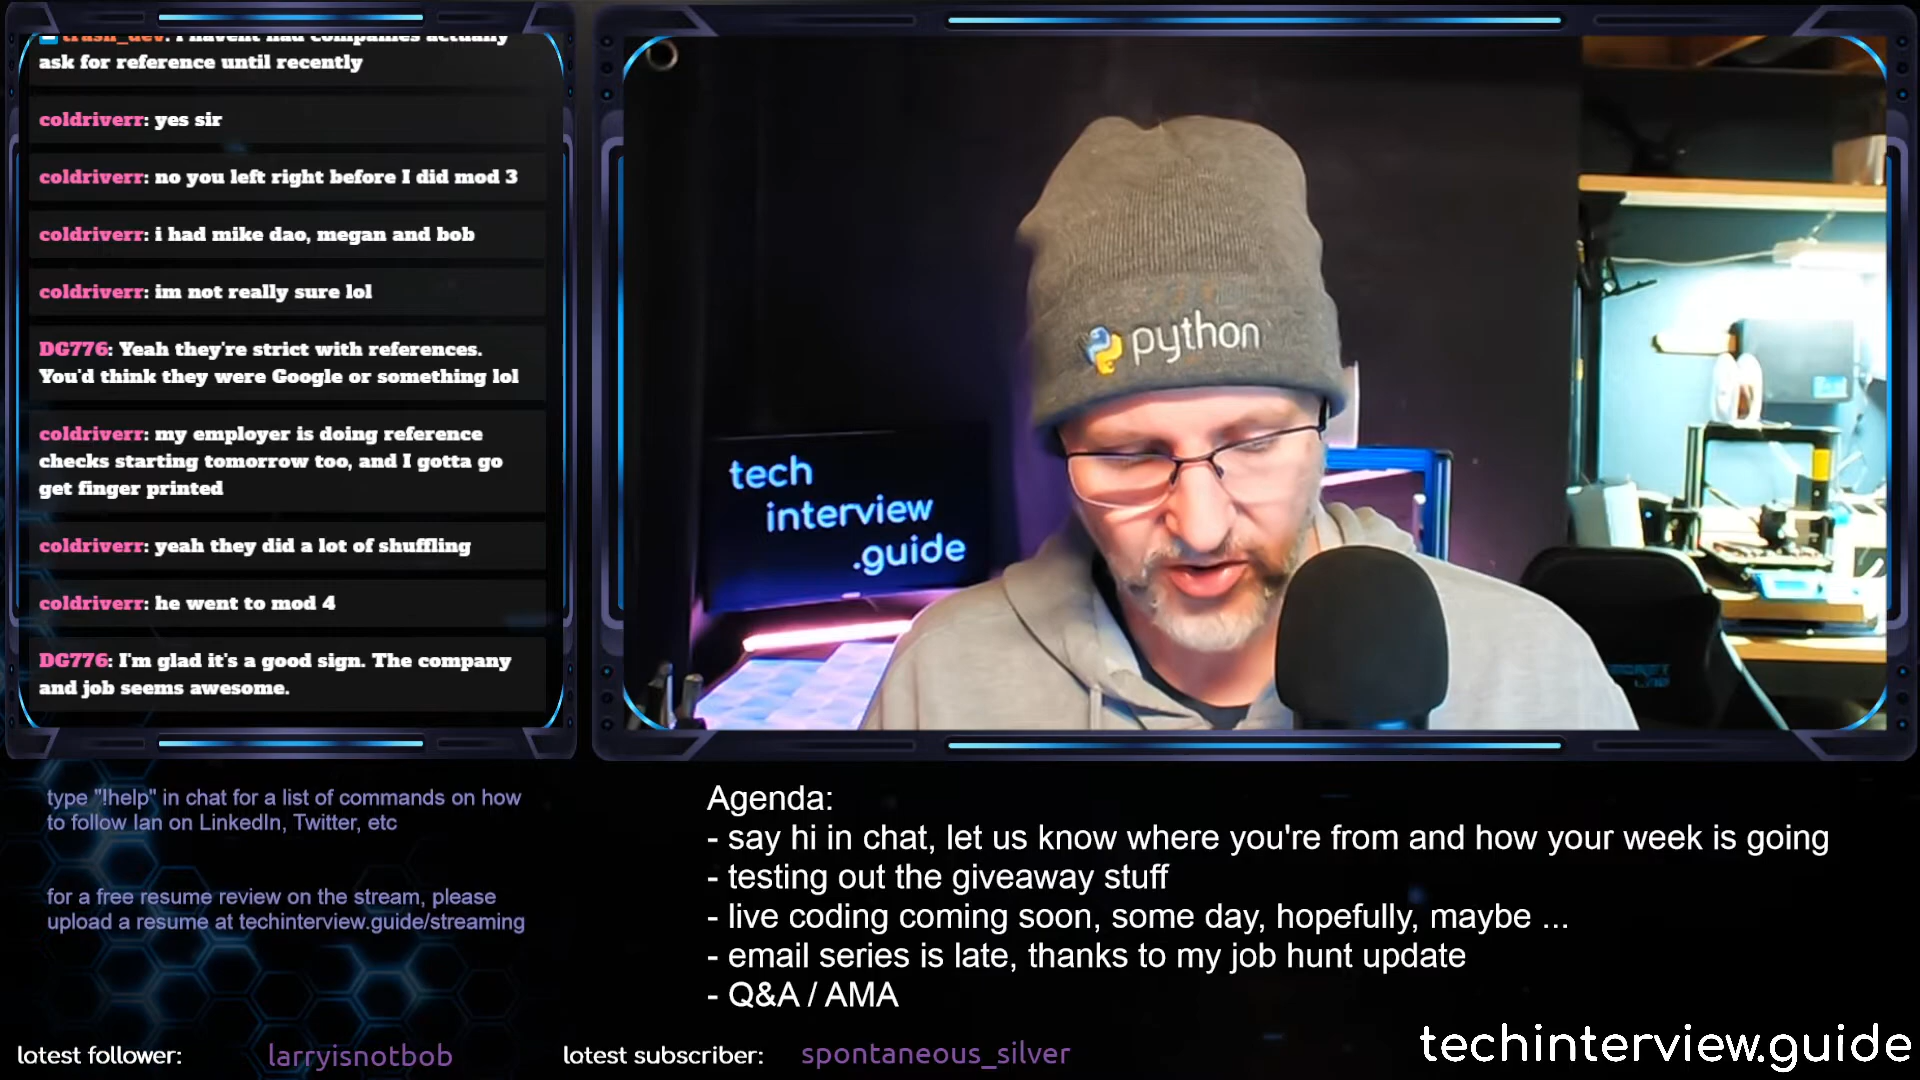 trash_dev: i havent had companies actually
ask for reference until recently
coldriverr: yes sir
coldriverr: no you left right before I did mod 3
coldriverr: i had mike dao, megan and bob
coldriverr: im not really sure lol
DG776: Yeah they're strict with references.
You'd think they were Google or something lol
coldriverr: my employer is doing reference
checks starting tomorrow too, and I gotta go
get finger printed
coldriverr: yeah they did a lot of shuffling
coldriverr: he went to mod 4
DG776: I'm glad it's a good sign. The company
and job seems awesome.
python
tech
interview
.guide
type "!help" in chat for a list of commands on how
to follow Ian on LinkedIn, Twitter, etc
for a free resume review on the stream, please
upload a resume at techinterview.guide/streaming
Agenda:
- say hi in chat, let us know where you're from and how your week is going
- testing out the giveaway stuff
- live coding coming soon, some day, hopefully, maybe ...
- email series is late, thanks to my job hunt update
- Q&A / AMA
latest follower: larryisnotbob
latest subscriber: spontaneous_silver
techinterview.guide